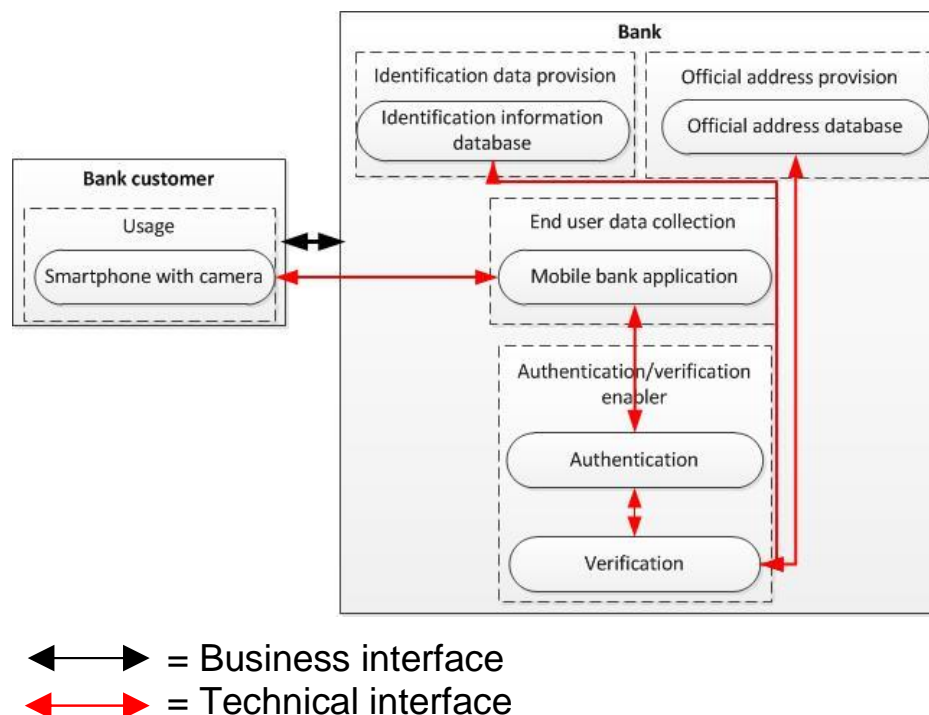 Bank
Identification data provision
Identification information
database
Official address provision
Official address database
Bank customer
Usage
Smartphone with camera
End user data collection
Mobile bank application
Authentication/verification
enabler
Authentication
Verification
= Business interface
= Technical interface